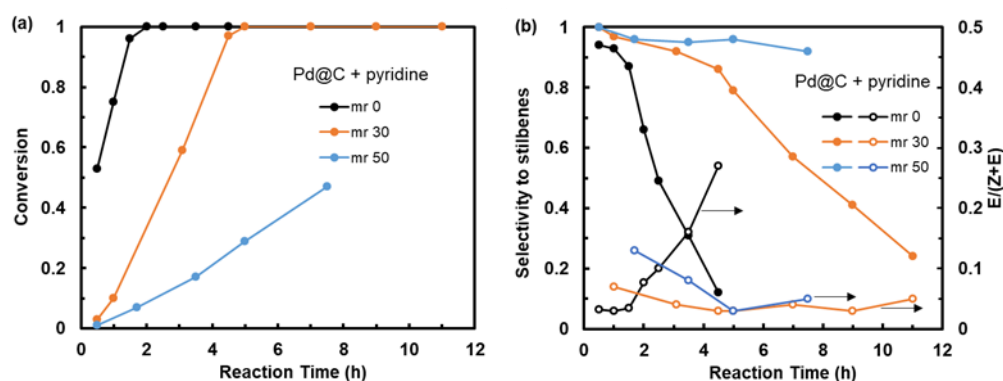 (a)
1
0.8
0.6
0.4
0.2
0
Conversion
Pd@C + pyridine
mr 0
mr 30
mr 50
0 2 4 6 8 10 12
Reaction Time (h)
(b)
1
0.8
0.6
0.4
0.2
0
Selectivity to stilbenes
Pd@C + pyridine
mr 0
mr 30
mr 50
0.5
0.4
0.3
0.2
0.1
0
E/(Z+E)
0 2 4 6 8 10 12
Reaction Time (h)